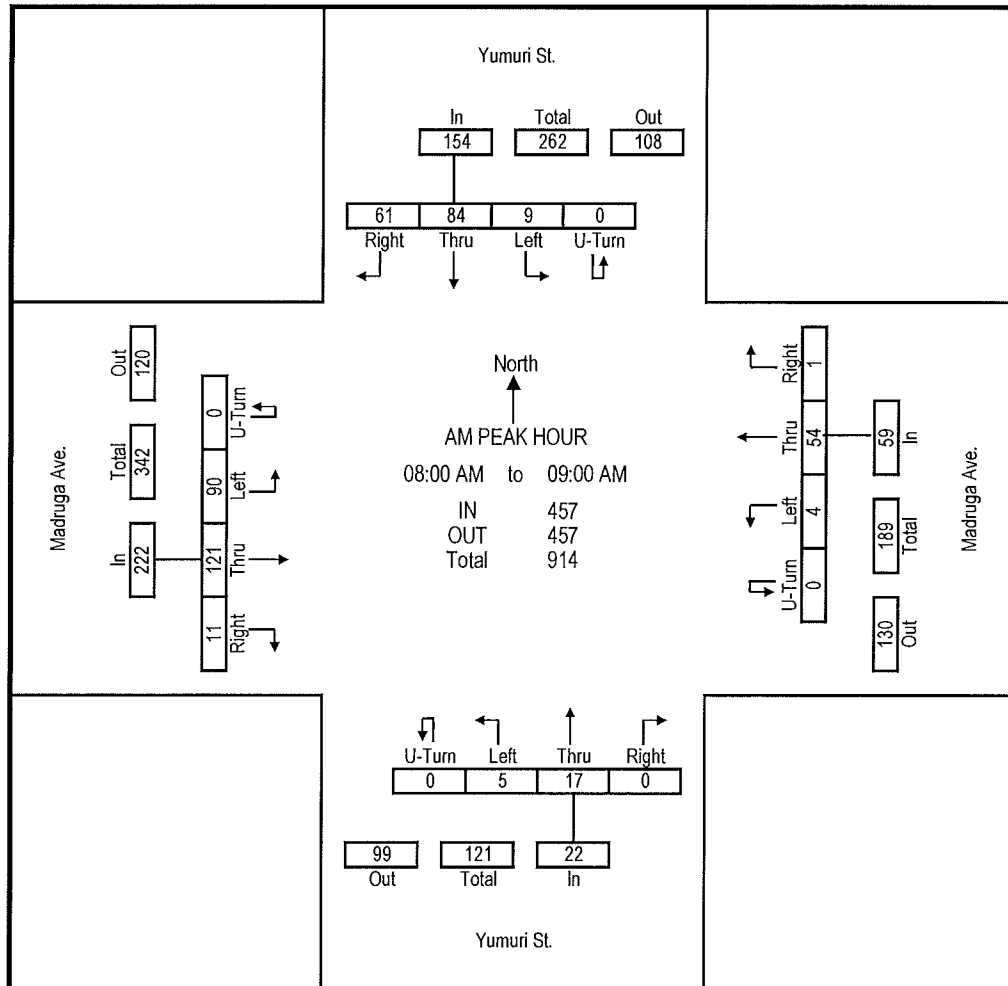 Yumuri St.
In Total Out
154 262 108
61 84 9 0
Right Thru Left U-Turn
Out
120
Total
342
In
222
Madruga Ave.
0
U-Turn
90
Left
121
Thru
11
Right
North
AM PEAK HOUR
08:00 AM to 09:00 AM
IN 457
OUT 457
Total 914
Right
1
Thru
54
Left
4
U-Turn
0
59
In
189
Total
130
Out
Madruga Ave.
U-Turn Left Thru Right
0 5 17 0
99 121 22
Out Total In
Yumuri St.